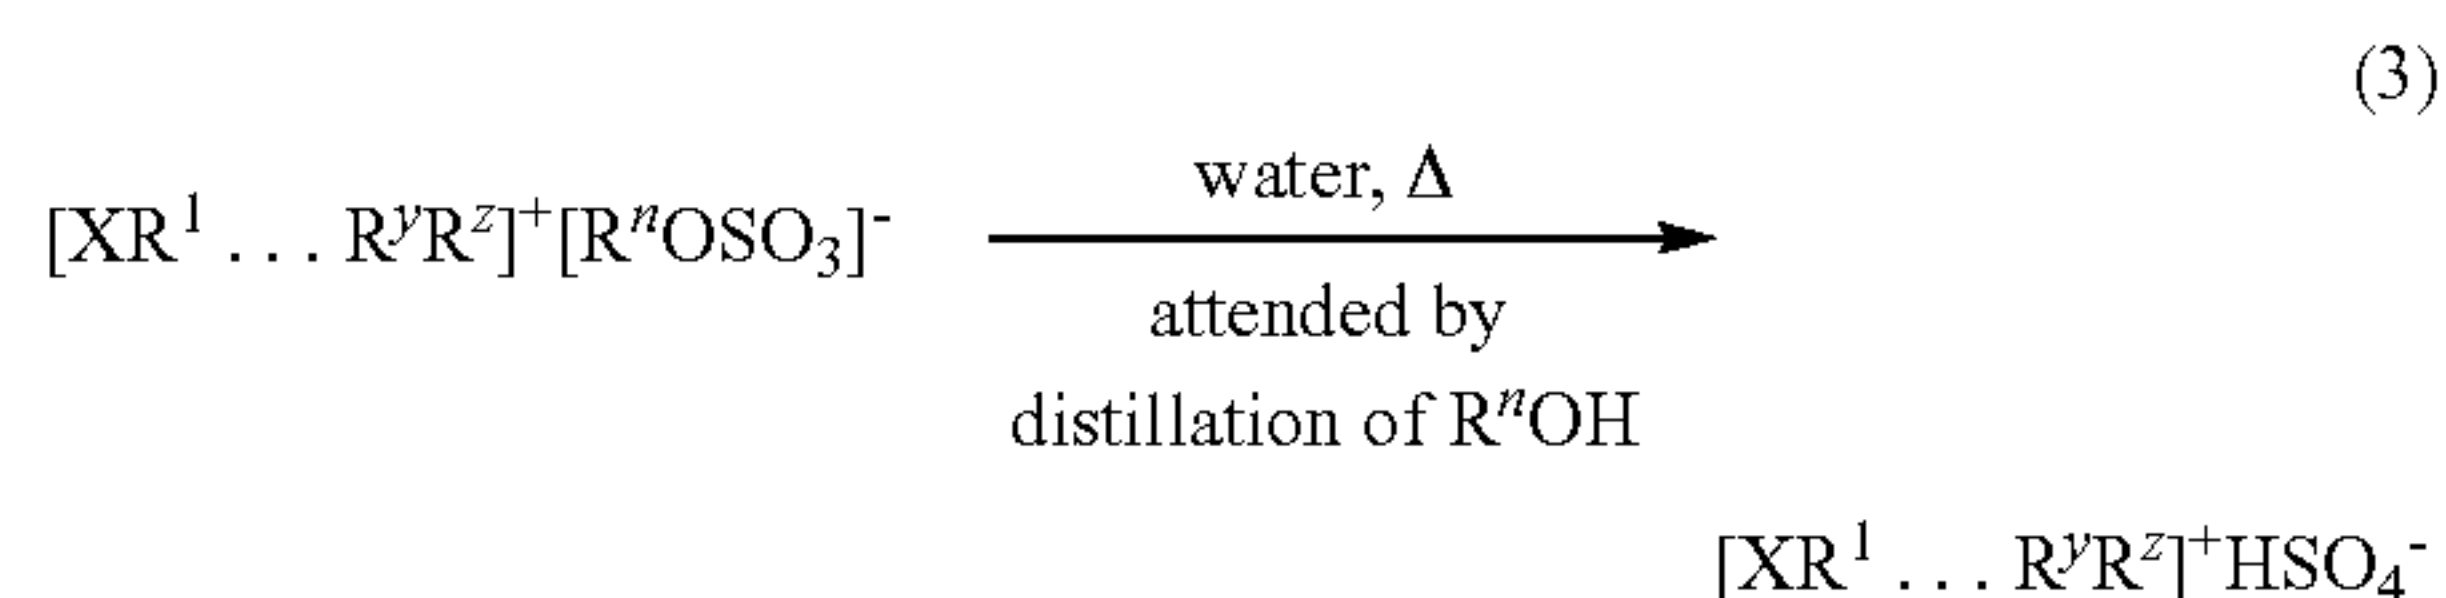 (3)
[XR¹ . . . RʸRᶻ]⁺[RⁿOSO₃]⁻
water, Δ
attended by
distillation of RⁿOH
[XR¹ . . . RʸRᶻ]⁺HSO₄⁻